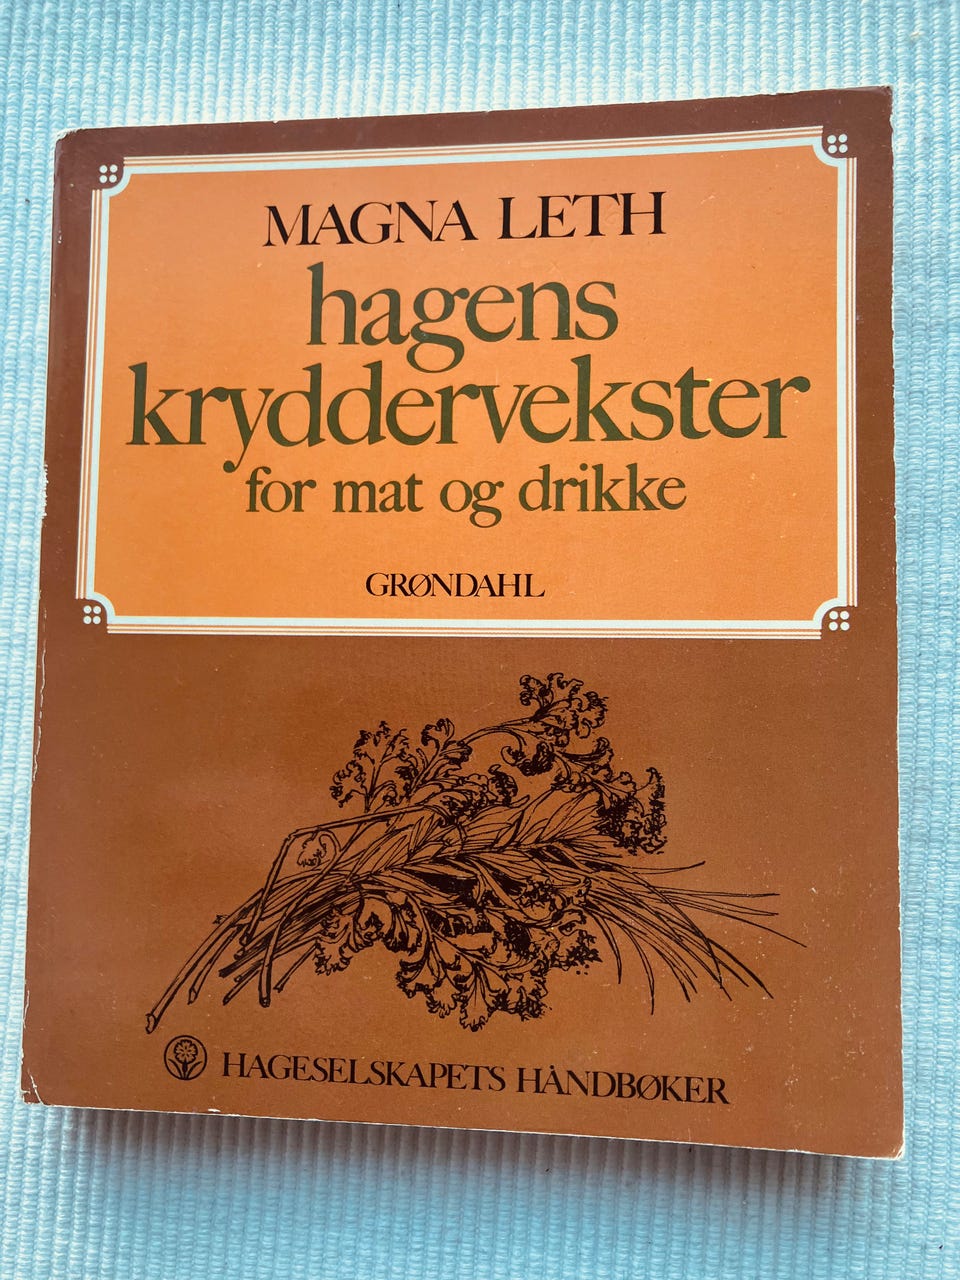 MAGNA LETH
hagens
kryddervekster
for mat og drikke
GRØNDAHL
HAGESELSKAPETS HÅNDBØKER